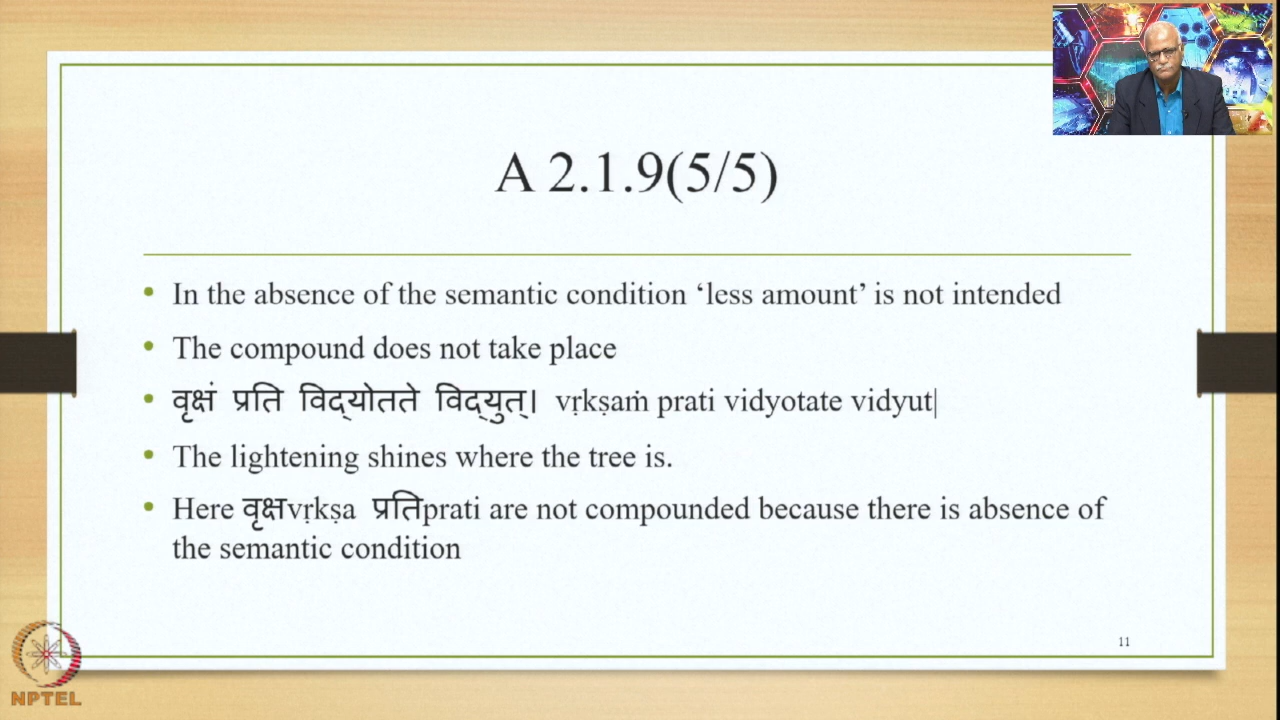 A 2.1.9(5/5)
• In the absence of the semantic condition ‘less amount’ is not intended
• The compound does not take place
• वृक्षं प्रति विद्योतते विद्युत्। vṛkṣaṁ prati vidyotate vidyut|
• The lightening shines where the tree is.
• Here वृक्षvṛkṣa प्रतिprati are not compounded because there is absence of
the semantic condition
11
NPTEL